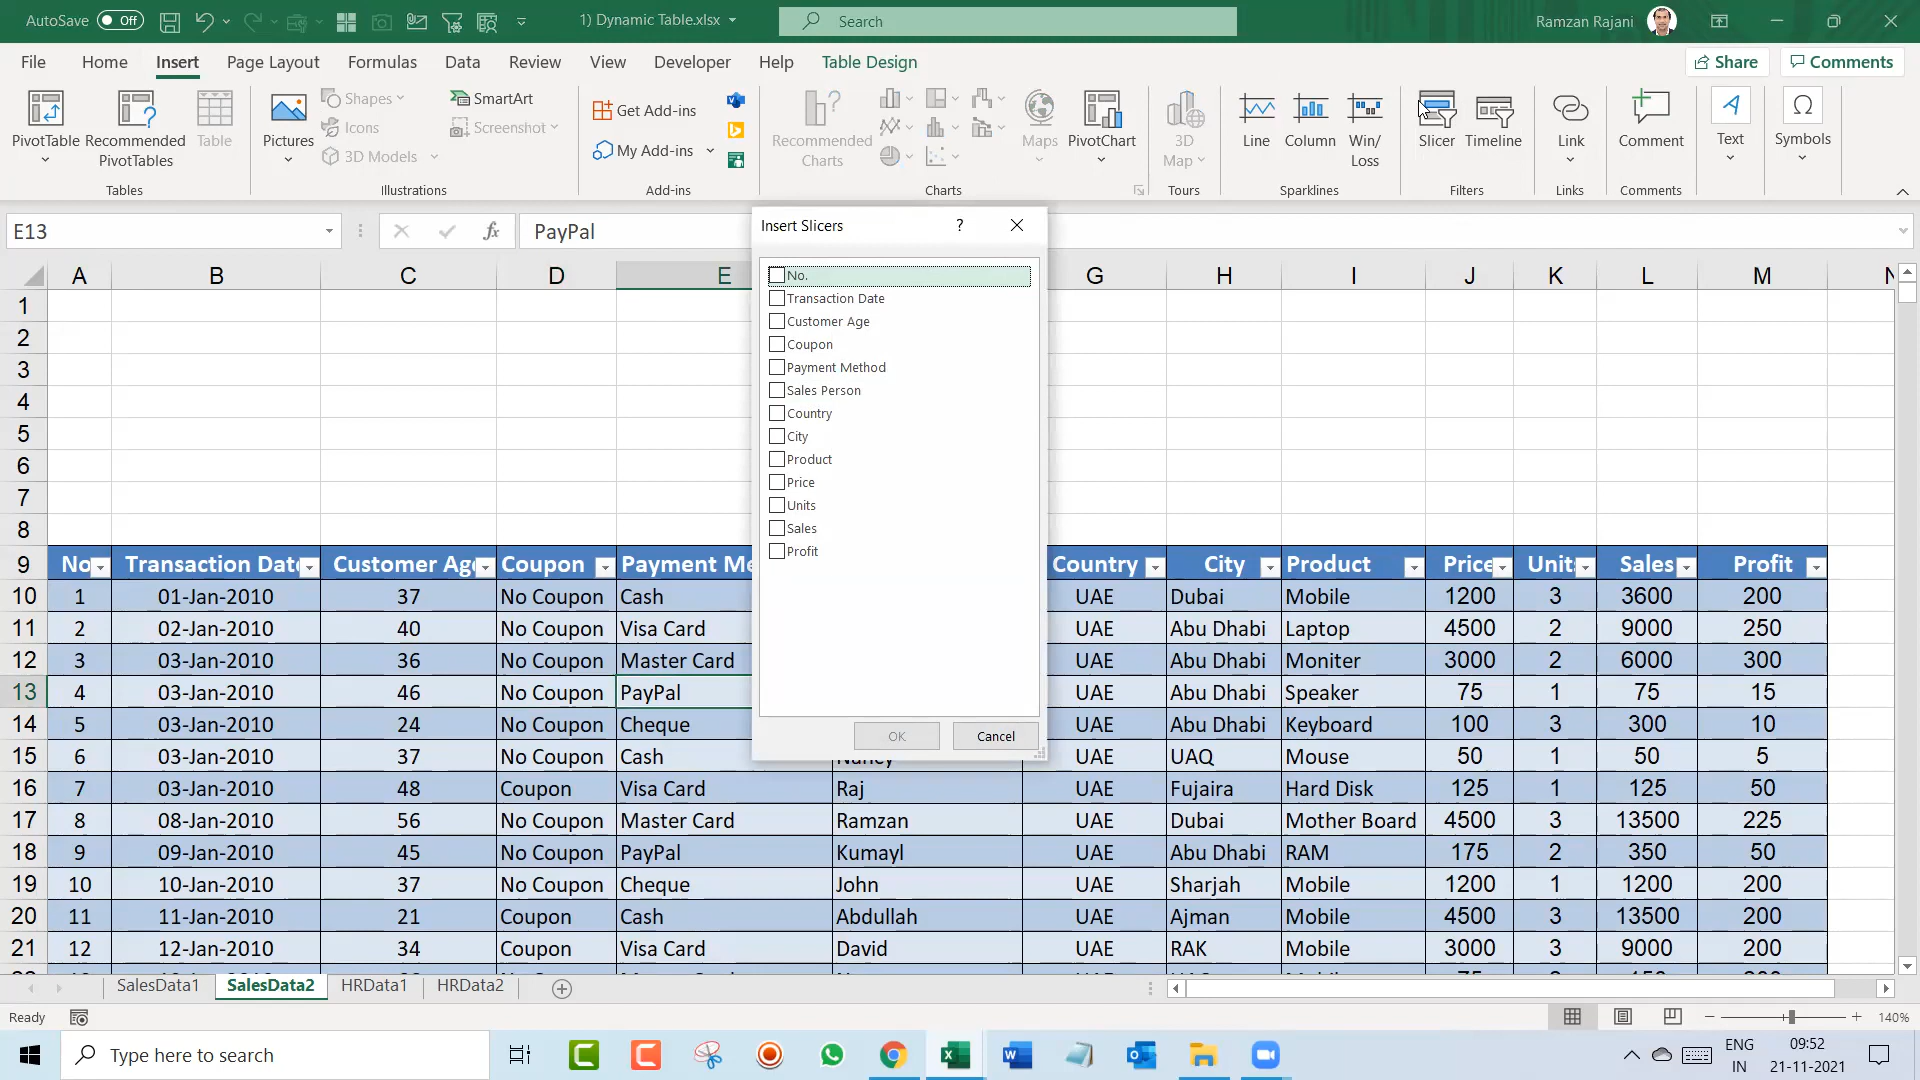 AutoSave Off 1) Dynamic Table.xlsx Search Ramzan Rajani
File Home Insert Page Layout Formulas Data Review View Developer Help Table Design Share Comments
PivotTable
Recommended
PivotTables
Table
Tables
Pictures
Shapes
Icons
3D Models
SmartArt
Screenshot
Illustrations
Get Add-ins
My Add-ins
Add-ins
Recommended
Charts
Maps
PivotChart
Charts
3D
Map
Tours
Line
Column
Win/
Loss
Sparklines
Slicer
Timeline
Filters
Link
Links
Comment
Comments
Text
Symbols
E13 fx PayPal
Insert Slicers ?
No.
Transaction Date
Customer Age
Coupon
Payment Method
Sales Person
Country
City
Product
Price
Units
Sales
Profit
OK Cancel
A B C D E G H I J K L M
1
2
3
4
5
6
7
8
9 No Transaction Date Customer Age Coupon Payment Me Country City Product Price Units Sales Profit
10 1 01-Jan-2010 37 No Coupon Cash UAE Dubai Mobile 1200 3 3600 200
11 2 02-Jan-2010 40 No Coupon Visa Card UAE Abu Dhabi Laptop 4500 2 9000 250
12 3 03-Jan-2010 36 No Coupon Master Card UAE Abu Dhabi Moniter 3000 2 6000 300
13 4 03-Jan-2010 46 No Coupon PayPal UAE Abu Dhabi Speaker 75 1 75 15
14 5 03-Jan-2010 24 No Coupon Cheque UAE Abu Dhabi Keyboard 100 3 300 10
15 6 03-Jan-2010 37 No Coupon Cash Nancy UAE UAQ Mouse 50 1 50 5
16 7 03-Jan-2010 48 Coupon Visa Card Raj UAE Fujaira Hard Disk 125 1 125 50
17 8 08-Jan-2010 56 No Coupon Master Card Ramzan UAE Dubai Mother Board 4500 3 13500 225
18 9 09-Jan-2010 45 No Coupon PayPal Kumayl UAE Abu Dhabi RAM 175 2 350 50
19 10 10-Jan-2010 37 No Coupon Cheque John UAE Sharjah Mobile 1200 1 1200 200
20 11 11-Jan-2010 21 Coupon Cash Abdullah UAE Ajman Mobile 4500 3 13500 200
21 12 12-Jan-2010 34 Coupon Visa Card David UAE RAK Mobile 3000 3 9000 200
SalesData1 SalesData2 HRData1 HRData2
Ready 140%
Type here to search
ENG
IN
09:52
21-11-2021